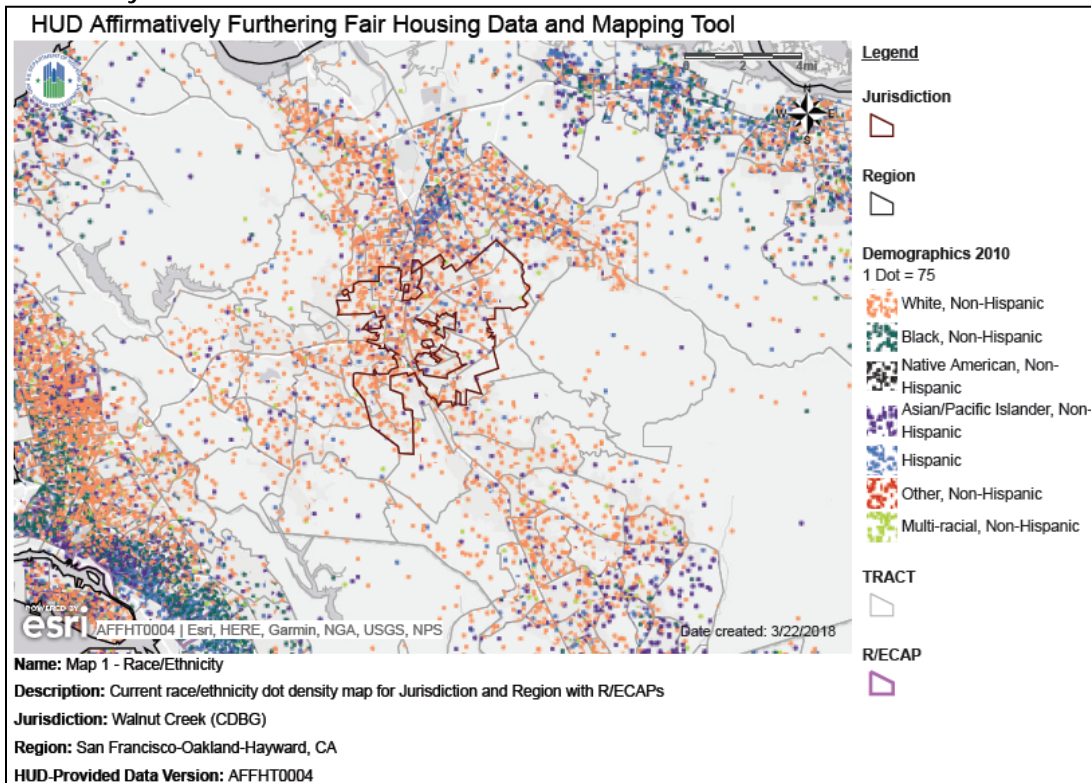 HUD Affirmatively Furthering Fair Housing Data and Mapping Tool
0 2 4mi
N
W E
S
POWERED BY
esri
AFFHT0004 | Esri, HERE, Garmin, NGA, USGS, NPS
Date created: 3/22/2018
Name: Map 1 - Race/Ethnicity
Description: Current race/ethnicity dot density map for Jurisdiction and Region with R/ECAPs
Jurisdiction: Walnut Creek (CDBG)
Region: San Francisco-Oakland-Hayward, CA
HUD-Provided Data Version: AFFHT0004
Legend
Jurisdiction
Region
Demographics 2010
1 Dot = 75
White, Non-Hispanic
Black, Non-Hispanic
Native American, Non-
Hispanic
Asian/Pacific Islander, Non-
Hispanic
Hispanic
Other, Non-Hispanic
Multi-racial, Non-Hispanic
TRACT
R/ECAP